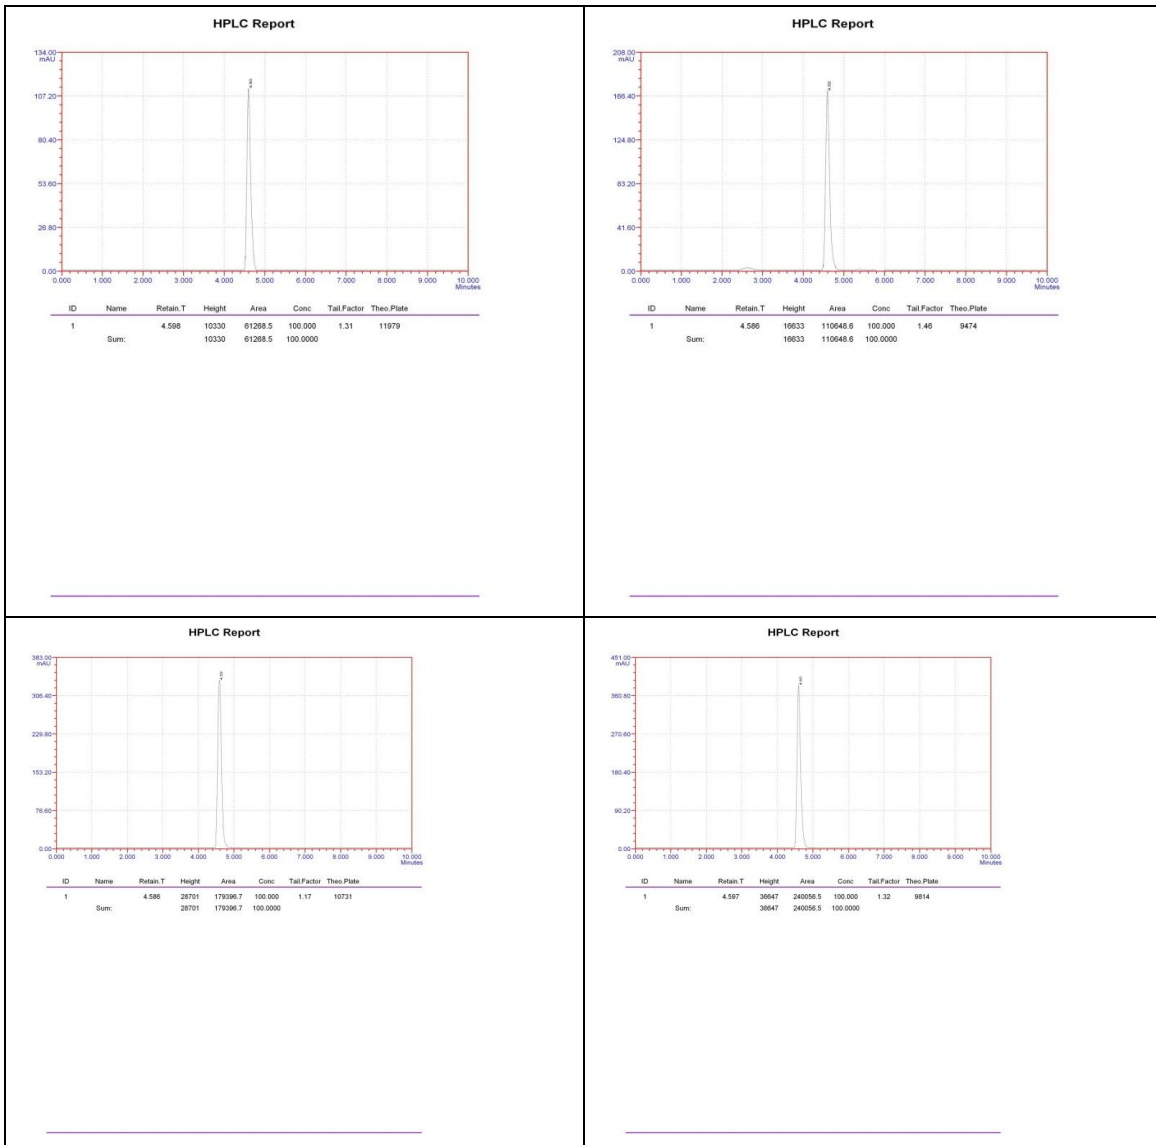 HPLC Report
134.00
mAU
107.20
80.40
53.60
26.80
0.00
0.000 1.000 2.000 3.000 4.000 5.000 6.000 7.000 8.000 9.000 10.000
Minutes
4.60
ID Name Retain.T Height Area Conc Tail.Factor Theo.Plate
1 4.598 10330 61268.5 100.000 1.31 11979
Sum: 10330 61268.5 100.0000
HPLC Report
208.00
mAU
166.40
124.80
83.20
41.60
0.00
0.000 1.000 2.000 3.000 4.000 5.000 6.000 7.000 8.000 9.000 10.000
Minutes
4.59
ID Name Retain.T Height Area Conc Tail.Factor Theo.Plate
1 4.586 16633 110648.6 100.000 1.46 9474
Sum: 16633 110648.6 100.0000
HPLC Report
383.00
mAU
306.40
229.80
153.20
76.60
0.00
0.000 1.000 2.000 3.000 4.000 5.000 6.000 7.000 8.000 9.000 10.000
Minutes
4.59
ID Name Retain.T Height Area Conc Tail.Factor Theo.Plate
1 4.586 28701 179396.7 100.000 1.17 10731
Sum: 28701 179396.7 100.0000
HPLC Report
451.00
mAU
360.80
270.60
180.40
90.20
0.00
0.000 1.000 2.000 3.000 4.000 5.000 6.000 7.000 8.000 9.000 10.000
Minutes
4.60
ID Name Retain.T Height Area Conc Tail.Factor Theo.Plate
1 4.597 36647 240056.5 100.000 1.32 9814
Sum: 36647 240056.5 100.0000